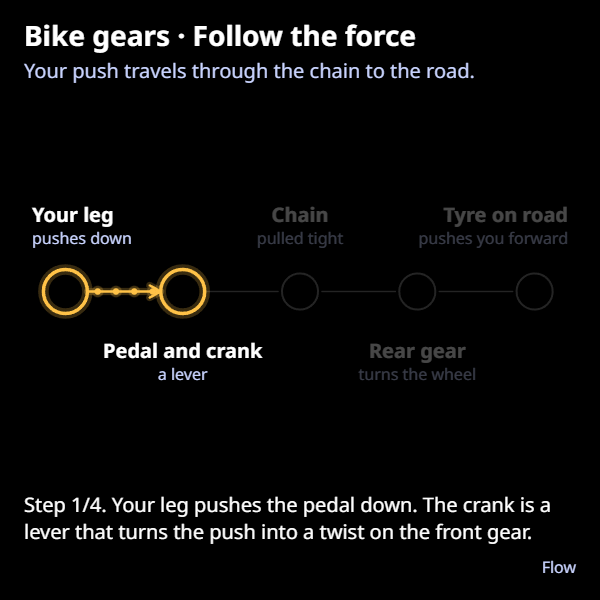 Bike gears · Follow the force
Your push travels through the chain to the road.
Your leg
pushes down
Chain
pulled tight
Tyre on road
pushes you forward
Pedal and crank
a lever
Rear gear
turns the wheel
Step 1/4. Your leg pushes the pedal down. The crank is a
lever that turns the push into a twist on the front gear.
Flow